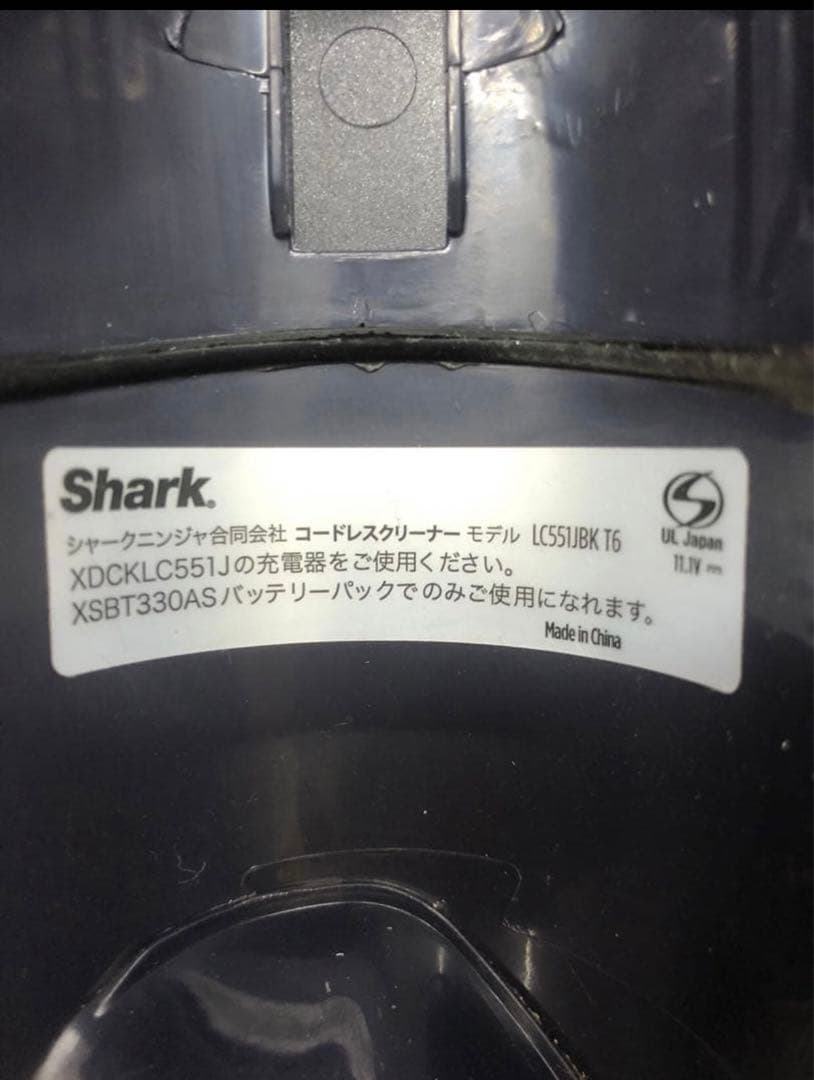 Shark.
シャークニンジャ合同会社 コードレスクリーナー モデル LC551JBK T6
XDCKLC551Jの充電器をご使用ください。
XSBT330ASバッテリーパックでのみご使用になれます。
Made in China
UL Japan
11.1V ⎓